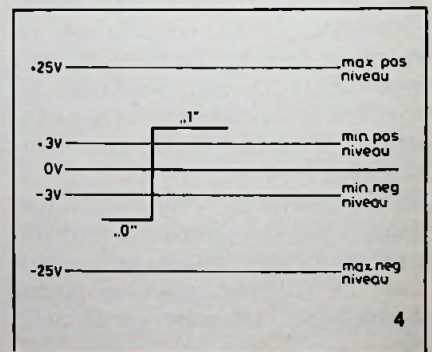 +25V max pos
niveau
„1"
+3V min pos
niveau
0V
-3V min neg
niveau
„0"
-25V max neg
niveau
4